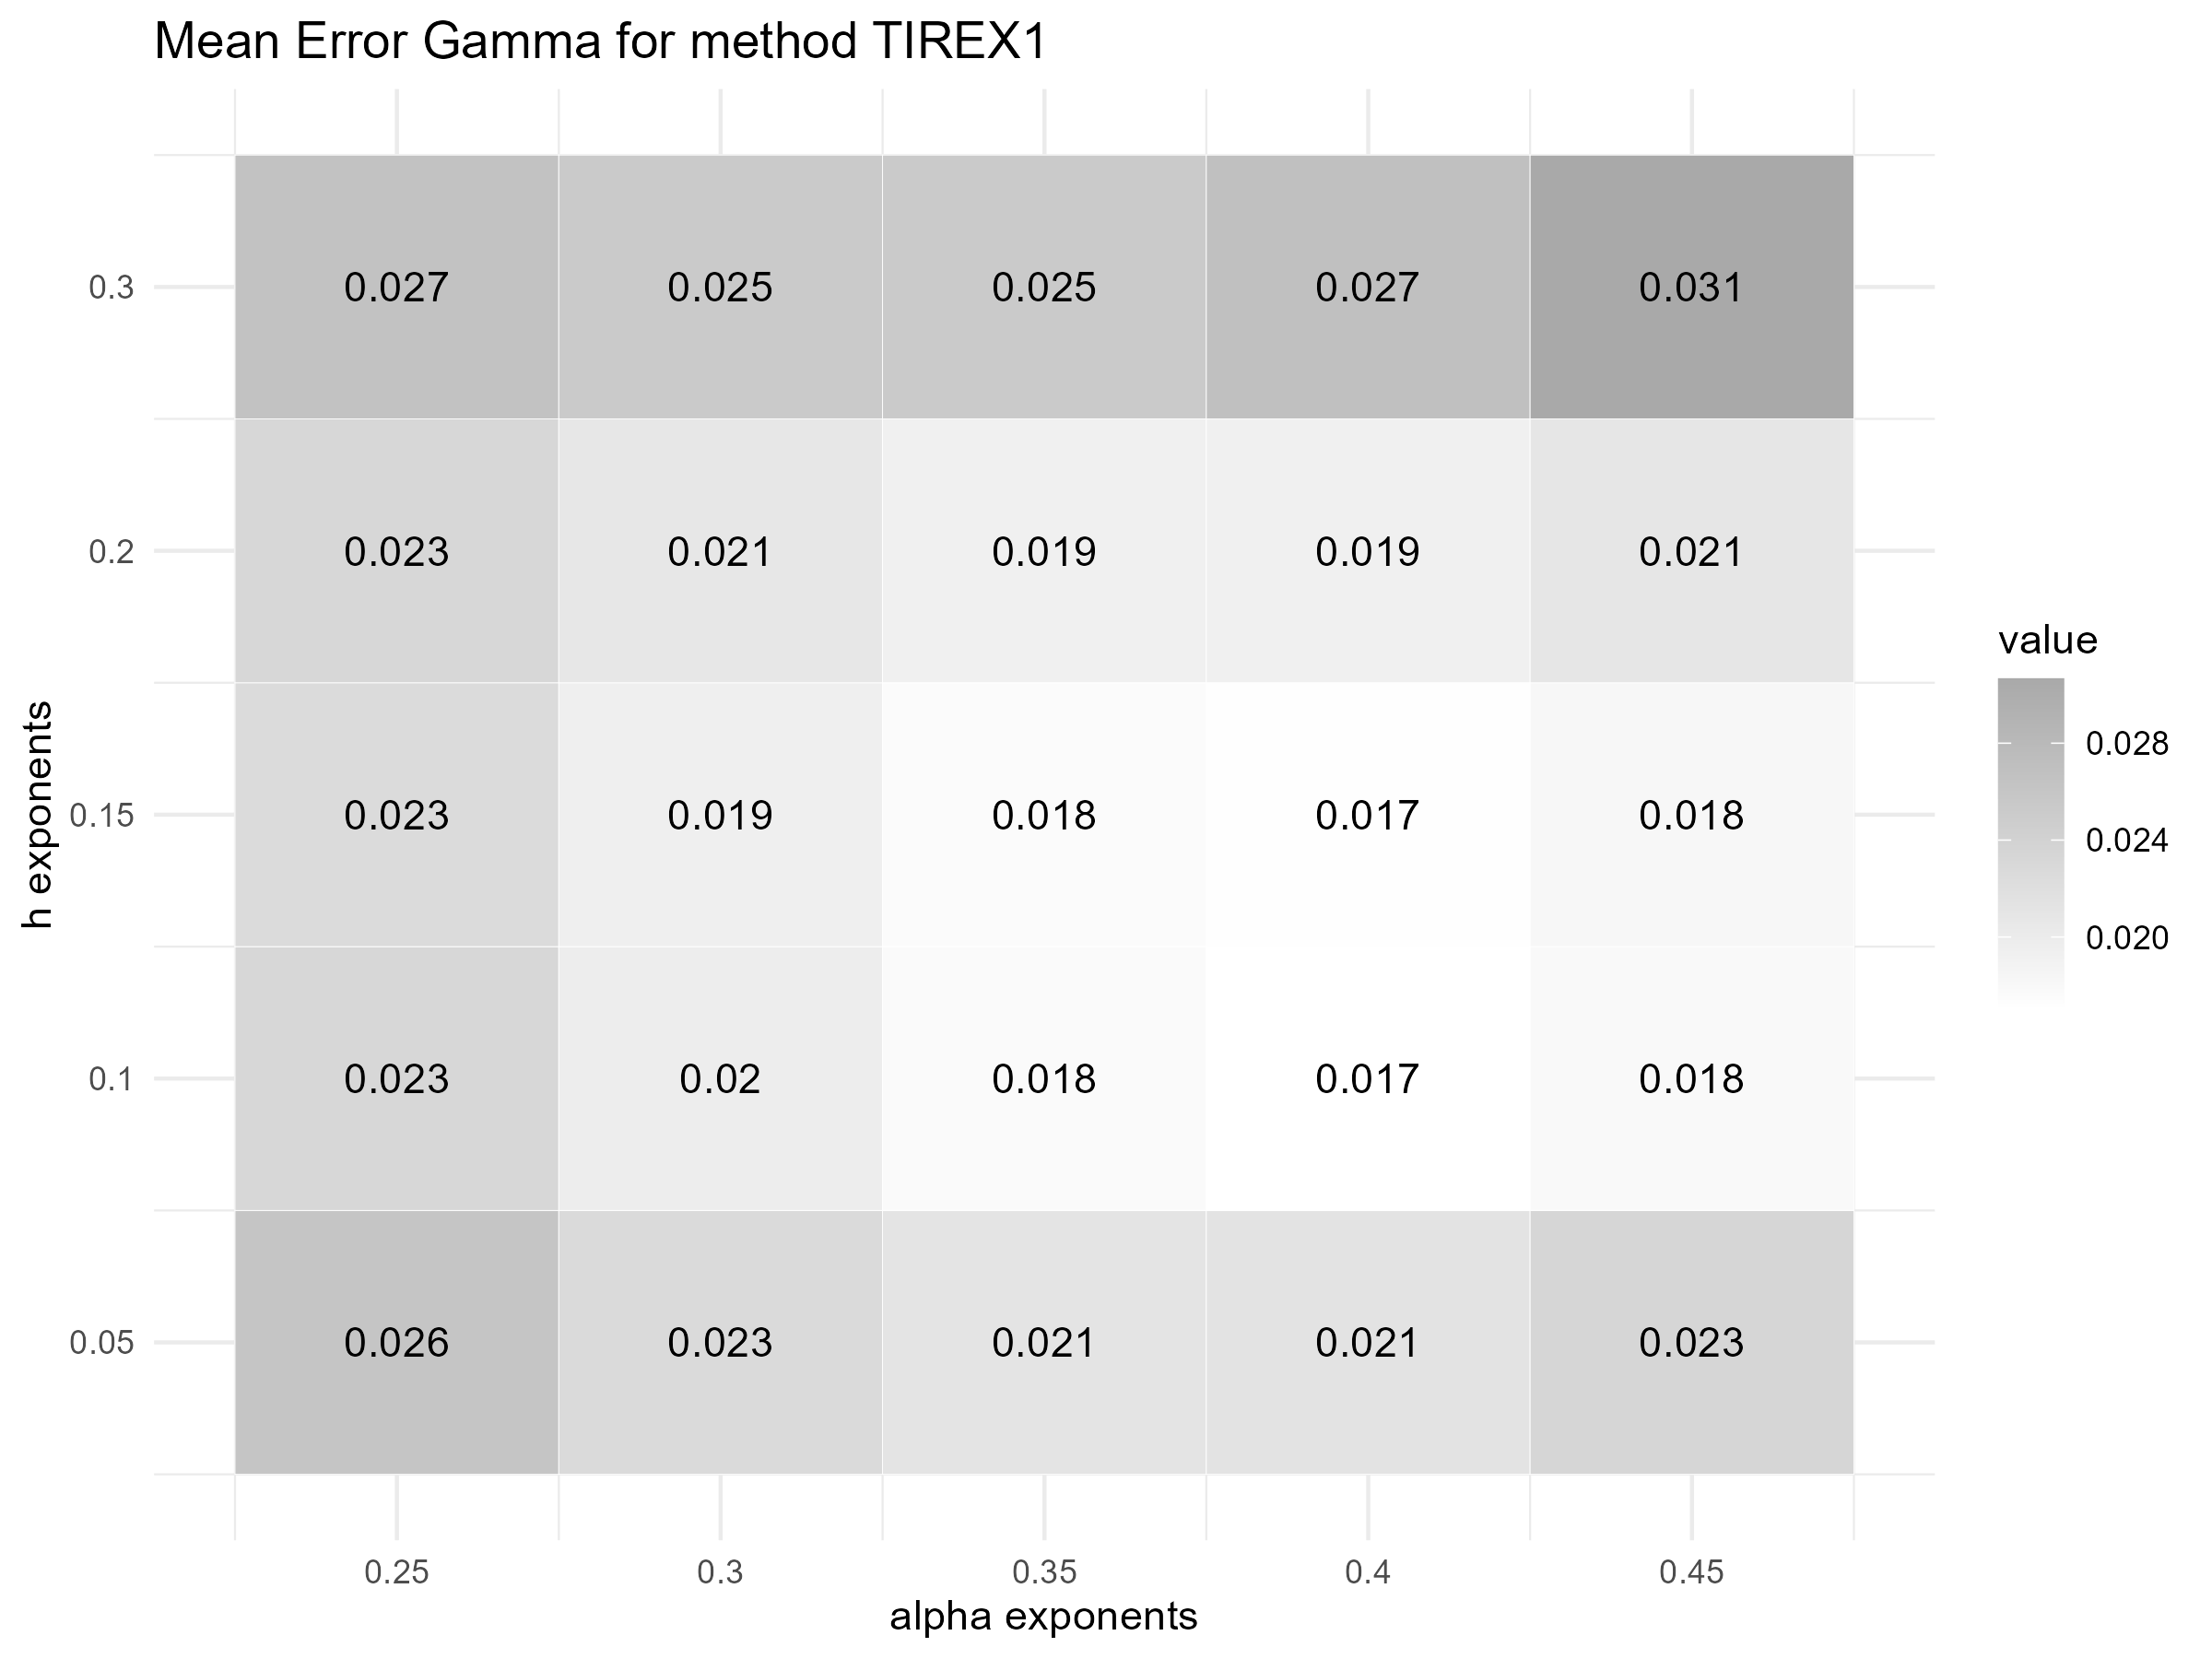 Mean Error Gamma for method TIREX1
0.3 0.027 0.025 0.025 0.027 0.031
0.2 0.023 0.021 0.019 0.019 0.021
0.15 0.023 0.019 0.018 0.017 0.018
0.1 0.023 0.02 0.018 0.017 0.018
0.05 0.026 0.023 0.021 0.021 0.023
0.25 0.3 0.35 0.4 0.45
alpha exponents
h exponents
value
0.028
0.024
0.020